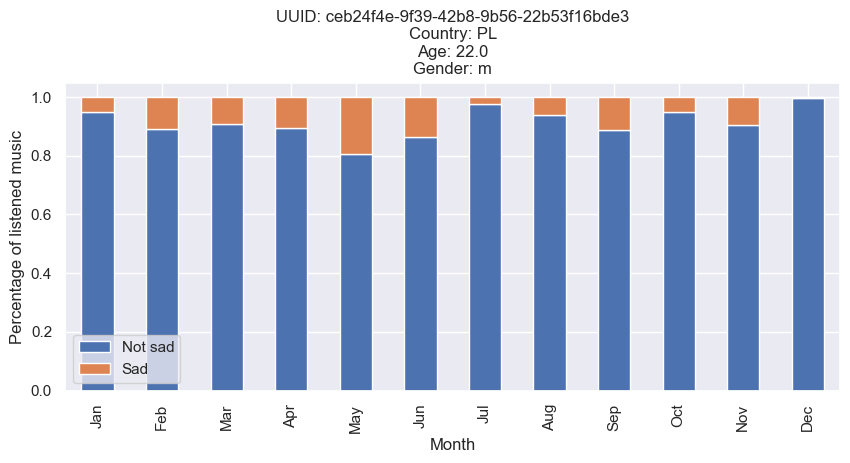 UUID: ceb24f4e-9f39-42b8-9b56-22b53f16bde3
Country: PL
Age: 22.0
Gender: m
Percentage of listened music
1.0
0.8
0.6
0.4
0.2
0.0
Not sad
Sad
Jan
Feb
Mar
Apr
May
Jun
Jul
Aug
Sep
Oct
Nov
Dec
Month